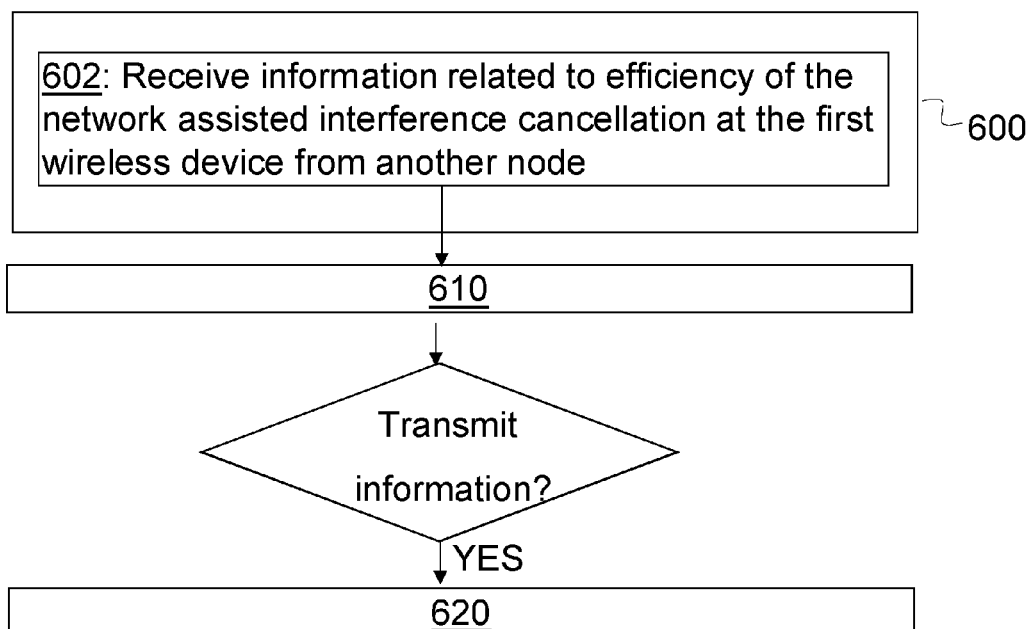 602: Receive information related to efficiency of the
network assisted interference cancellation at the first
wireless device from another node
600
610
Transmit
information?
YES
620